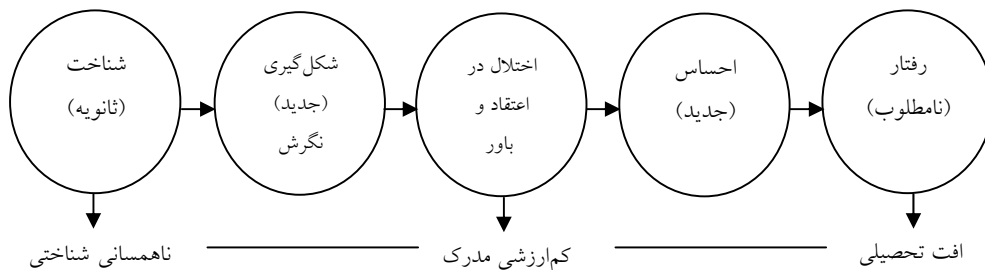 شناخت
(ثانویه)
شکل‌گیری
(جدید)
نگرش
اختلال در
اعتقاد و
باور
احساس
(جدید)
رفتار
(نامطلوب)
ناهمسانی شناختی
کم‌ارزشی مدرک
افت تحصیلی